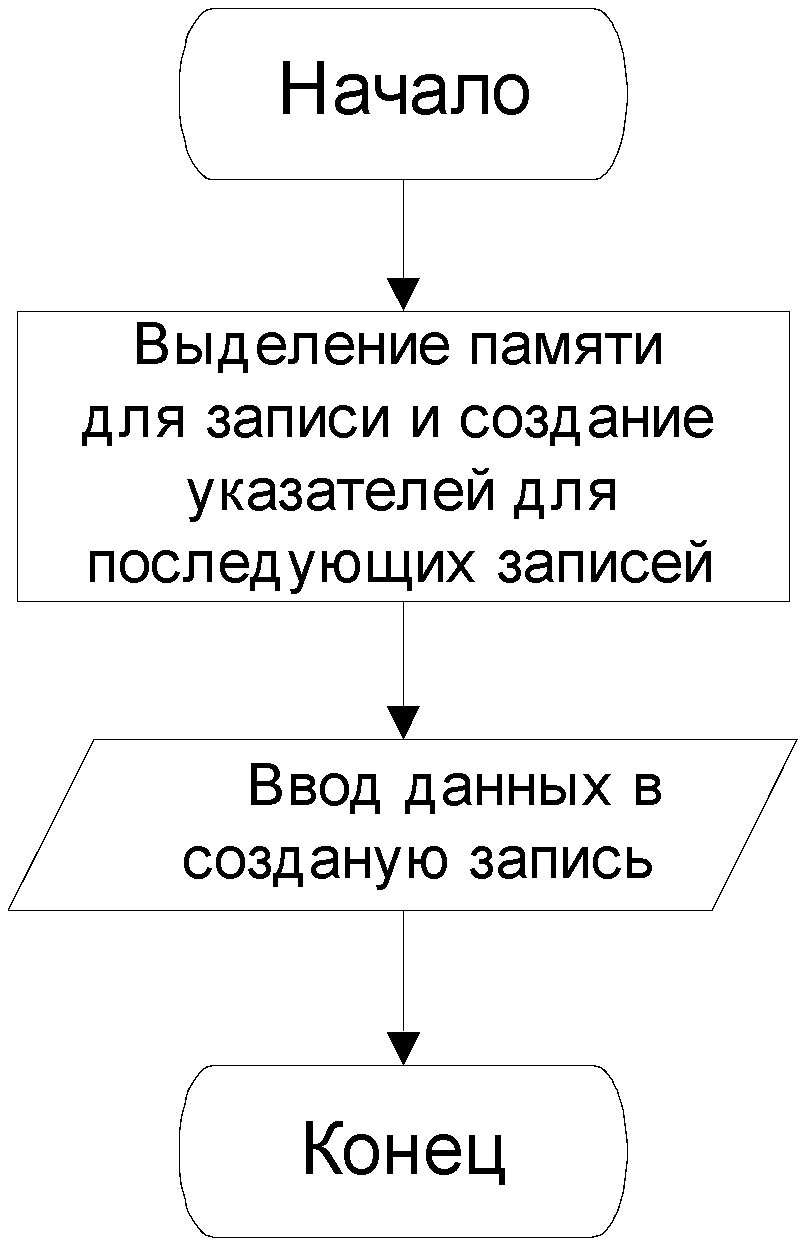 Начало
Выделение памяти
для записи и создание
указателей для
последующих записей
Ввод данных в
созданую запись
Конец